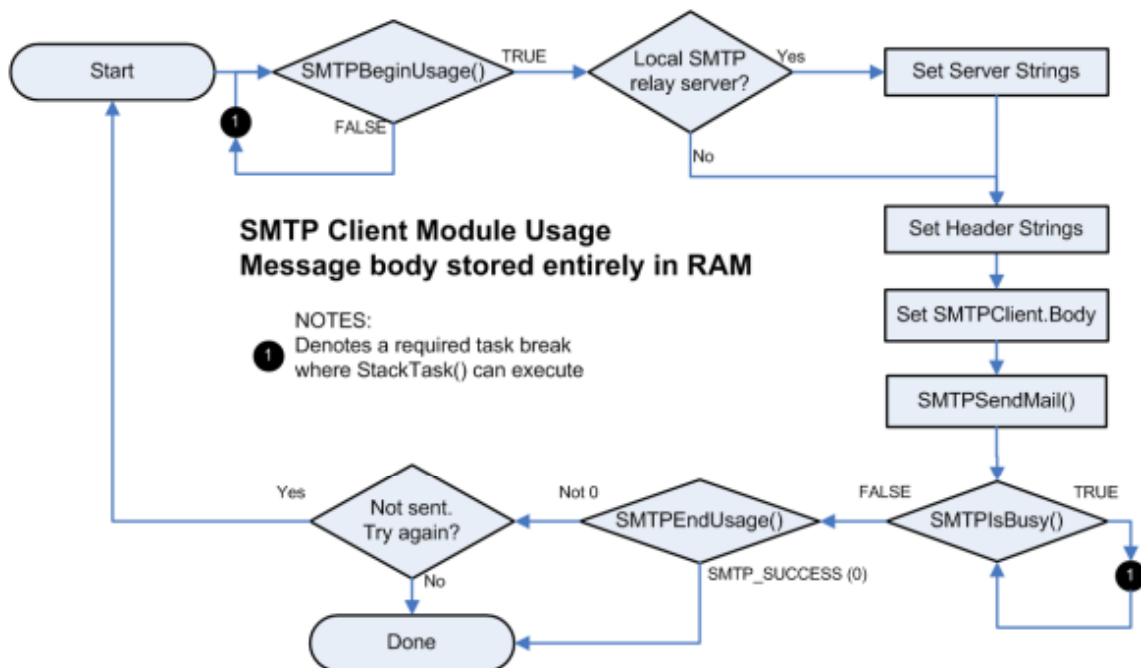 Start
SMTPBeginUsage()
TRUE
FALSE
1
Local SMTP
relay server?
Yes
No
Set Server Strings
Set Header Strings
Set SMTPClient.Body
SMTPSendMail()
SMTP Client Module Usage
Message body stored entirely in RAM
NOTES:
1
Denotes a required task break
where StackTask() can execute
SMTPIsBusy()
TRUE
FALSE
1
SMTPEndUsage()
Not 0
SMTP_SUCCESS (0)
Not sent.
Try again?
Yes
No
Done